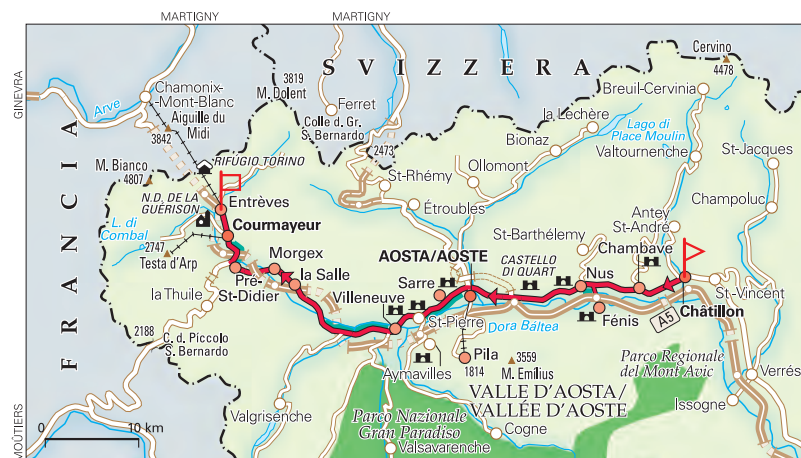 MARTIGNY
MARTIGNY
GINEVRA
MOÛTIERS
FRANCIA
SVIZZERA
Cervino
4478
Chamonix-
-Mont-Blanc
Arve
Aiguille du
Midi
3842
3819
M. Dolent
Ferret
Colle d. Gr.
S. Bernardo
2473
Breuil-Cervinia
la Lechère
Lago di
Place Moulin
Bionaz
Valtournenche
St-Jacques
M. Bianco
4807
RIFUGIO TORINO
St-Rhémy
Ollomont
Champoluc
N.D. DE LA
GUÉRISON
Entrèves
Étroubles
L. di
Combal
Courmayeur
St-Barthélemy
Antey
St-André
Chambave
2747
Testa d'Arp
Morgex
AOSTA/AOSTE
CASTELLO
DI QUART
Nus
Pré-
St-Didier
la Salle
Sarre
St-Vincent
la Thuile
Villeneuve
St-Pierre
Dora Báltea
Fénis
A5
Châtillon
2188
C. d. Piccolo
S. Bernardo
Aymavilles
Pila
1814
3559
M. Emilius
Parco Regionale
del Mont Avic
Verrés
VALLE D'AOSTA/
VALLÉE D'AOSTE
Issogne
Valgrisenche
Parco Nazionale
Gran Paradiso
Cogne
Valsavarenche
0 10 km